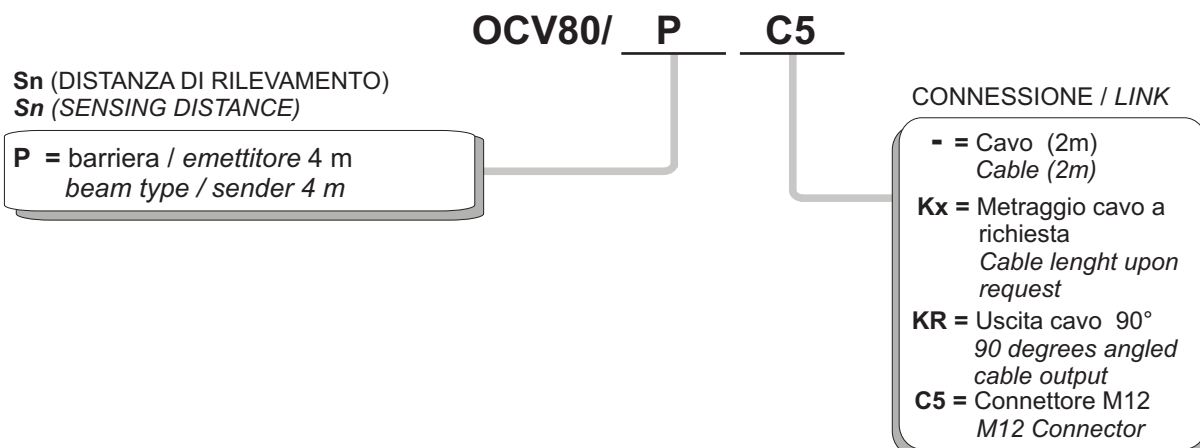 OCV80/ P C5
Sn (DISTANZA DI RILEVAMENTO)
Sn (SENSING DISTANCE)
P = barriera / emettitore 4 m
beam type / sender 4 m
CONNESSIONE / LINK
- = Cavo (2m)
Cable (2m)
Kx = Metraggio cavo a
richiesta
Cable lenght upon
request
KR = Uscita cavo 90°
90 degrees angled
cable output
C5 = Connettore M12
M12 Connector